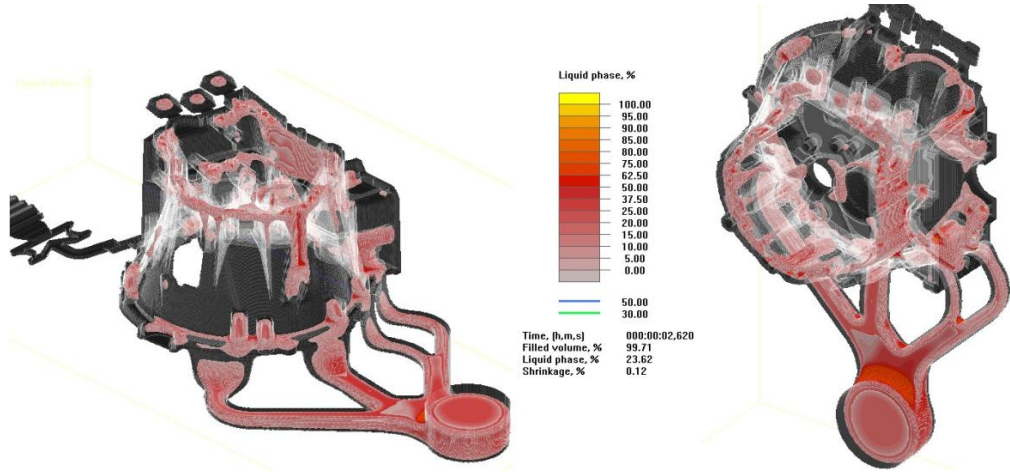 Liquid phase, %
Liquid phase, %
100.00
95.00
90.00
85.00
80.00
75.00
62.50
50.00
37.50
25.00
20.00
15.00
10.00
5.00
0.00
50.00
30.00
Time, (h,m,s) 000:00:02,620
Filled volume, % 99.71
Liquid phase, % 23.62
Shrinkage, % 0.12